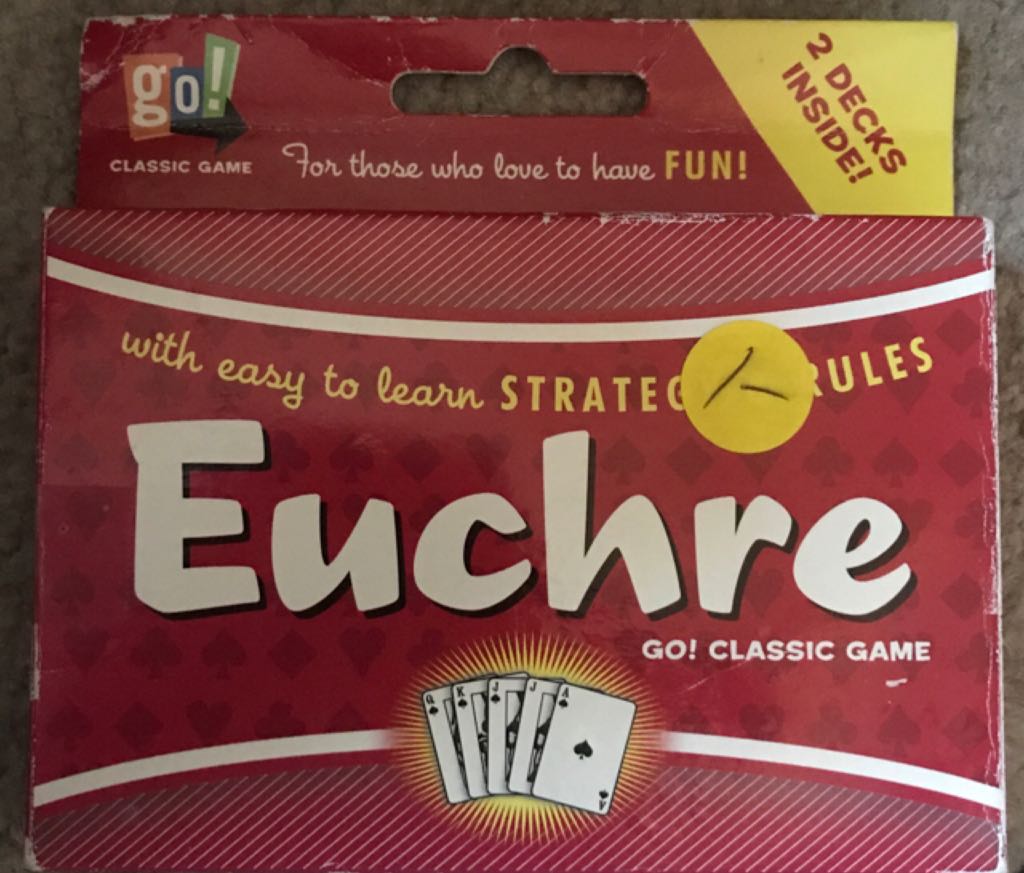 go!
CLASSIC GAME
For those who love to have FUN!
2 DECKS
INSIDE!
with easy to learn STRATEG RULES
1-
Euchre
GO! CLASSIC GAME
Q K J J A
A